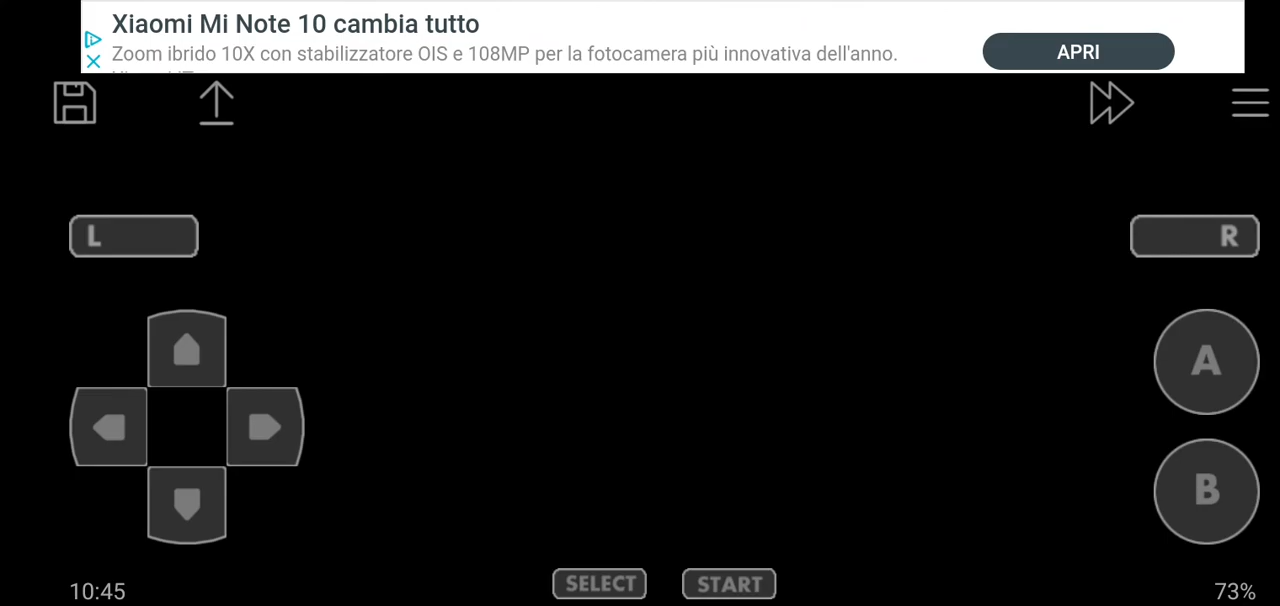 Xiaomi Mi Note 10 cambia tutto
Zoom ibrido 10X con stabilizzatore OIS e 108MP per la fotocamera più innovativa dell'anno.
APRI
L
R
A
B
SELECT
START
10:45
73%